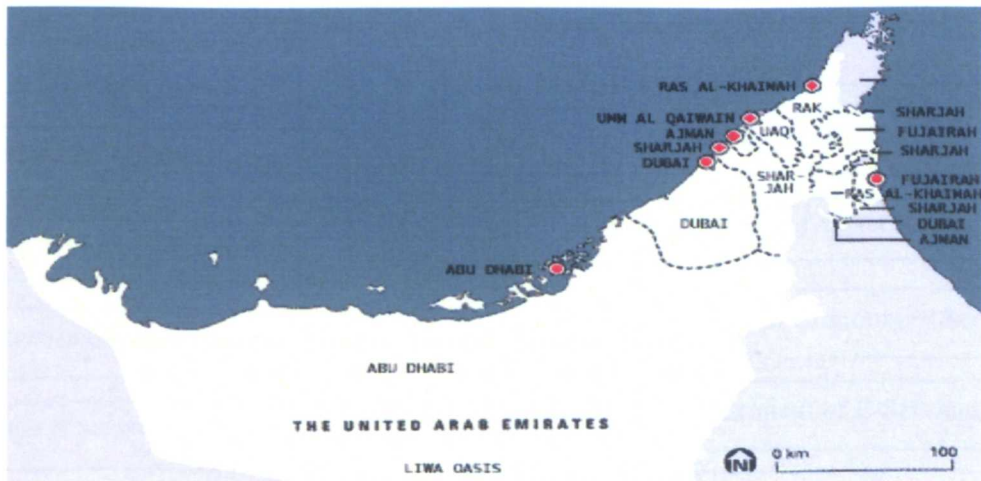 RAS AL-KHAIMAH
RAK
SHARJAH
UMM AL QAIWAIN
UAQ
FUJAIRAH
AJMAN
SHARJAH
SHARJAH
DUBAI
SHAR-
JAH
FUJAIRAH
RAS AL-KHAIMAH
SHARJAH
DUBAI
DUBAI
AJMAN
ABU DHABI
ABU DHABI
THE UNITED ARAB EMIRATES
LIWA OASIS
N
0 km 100